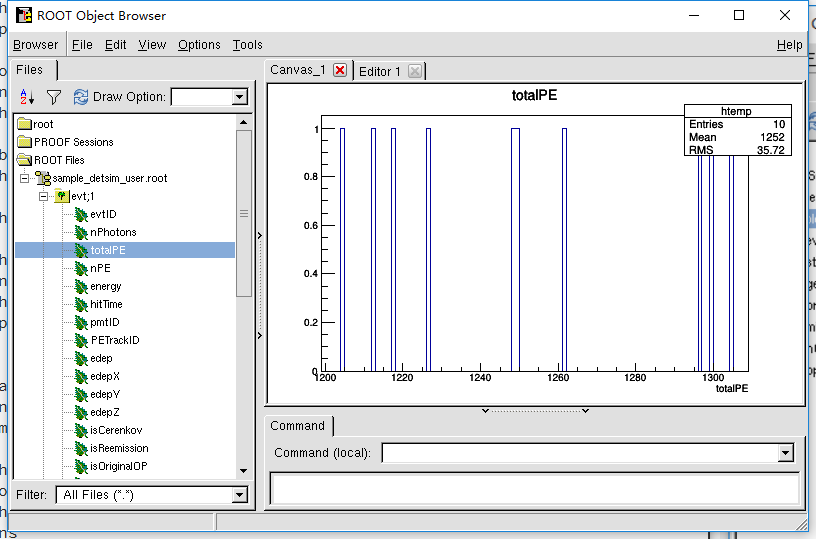 ROOT Object Browser
Browser File Edit View Options Tools Help
Files
Draw Option:
root
PROOF Sessions
ROOT Files
sample_detsim_user.root
evt;1
evtID
nPhotons
totalPE
nPE
energy
hitTime
pmtID
PETrackID
edep
edepX
edepY
edepZ
isCerenkov
isReemission
isOriginalOP
Filter: All Files (*.*)
Canvas_1 Editor 1
totalPE
htemp
Entries 10
Mean 1252
RMS 35.72
1
0.8
0.6
0.4
0.2
0
1200 1220 1240 1260 1280 1300
totalPE
Command
Command (local):